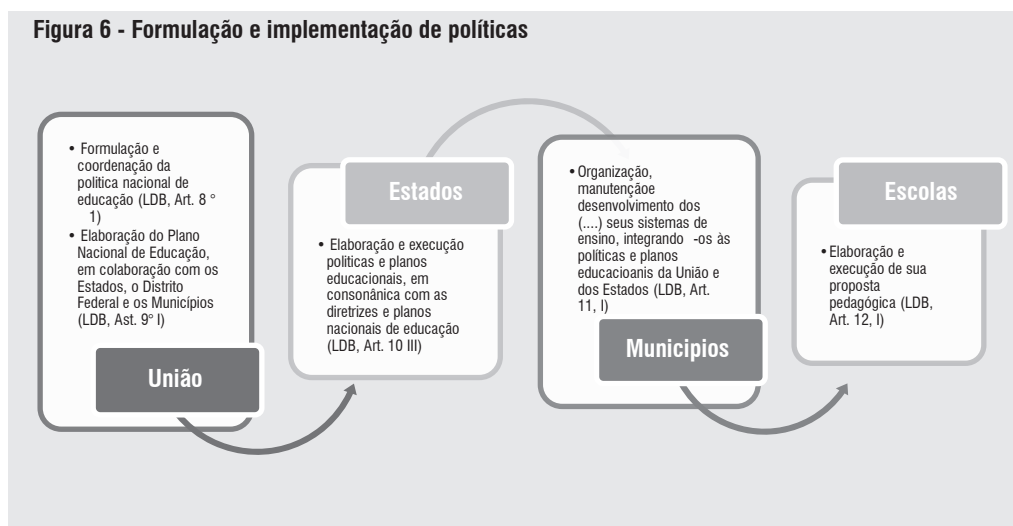 Figura 6 - Formulação e implementação de políticas
• Formulação e
coordenação da
politica nacional de
educação (LDB, Art. 8 °
1)
• Elaboração do Plano
Nacional de Educação,
em colaboração com os
Estados, o Distrito
Federal e os Municípios
(LDB, Ast. 9° I)
União
Estados
• Elaboração e execução
politicas e planos
educacionais, em
consonânica com as
diretrizes e planos
nacionais de educação
(LDB, Art. 10 III)
• Organização,
manutençãoe
desenvolvimento dos
(....) seus sistemas de
ensino, integrando -os às
políticas e planos
educacioanis da União e
dos Estados (LDB, Art.
11, I)
Municipios
Escolas
• Elaboração e
execução de sua
proposta
pedagógica (LDB,
Art. 12, I)